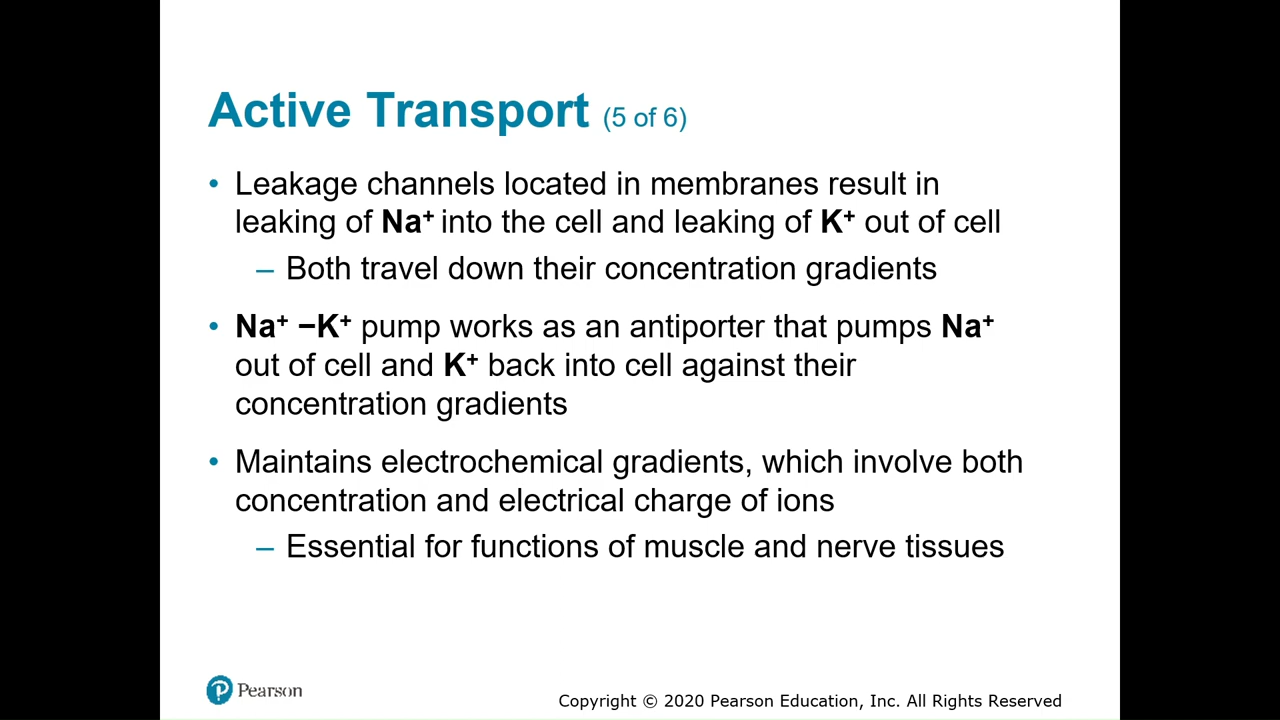 Active Transport (5 of 6)
• Leakage channels located in membranes result in
leaking of Na⁺ into the cell and leaking of K⁺ out of cell
– Both travel down their concentration gradients
• Na⁺ −K⁺ pump works as an antiporter that pumps Na⁺
out of cell and K⁺ back into cell against their
concentration gradients
• Maintains electrochemical gradients, which involve both
concentration and electrical charge of ions
– Essential for functions of muscle and nerve tissues
Pearson
Copyright © 2020 Pearson Education, Inc. All Rights Reserved